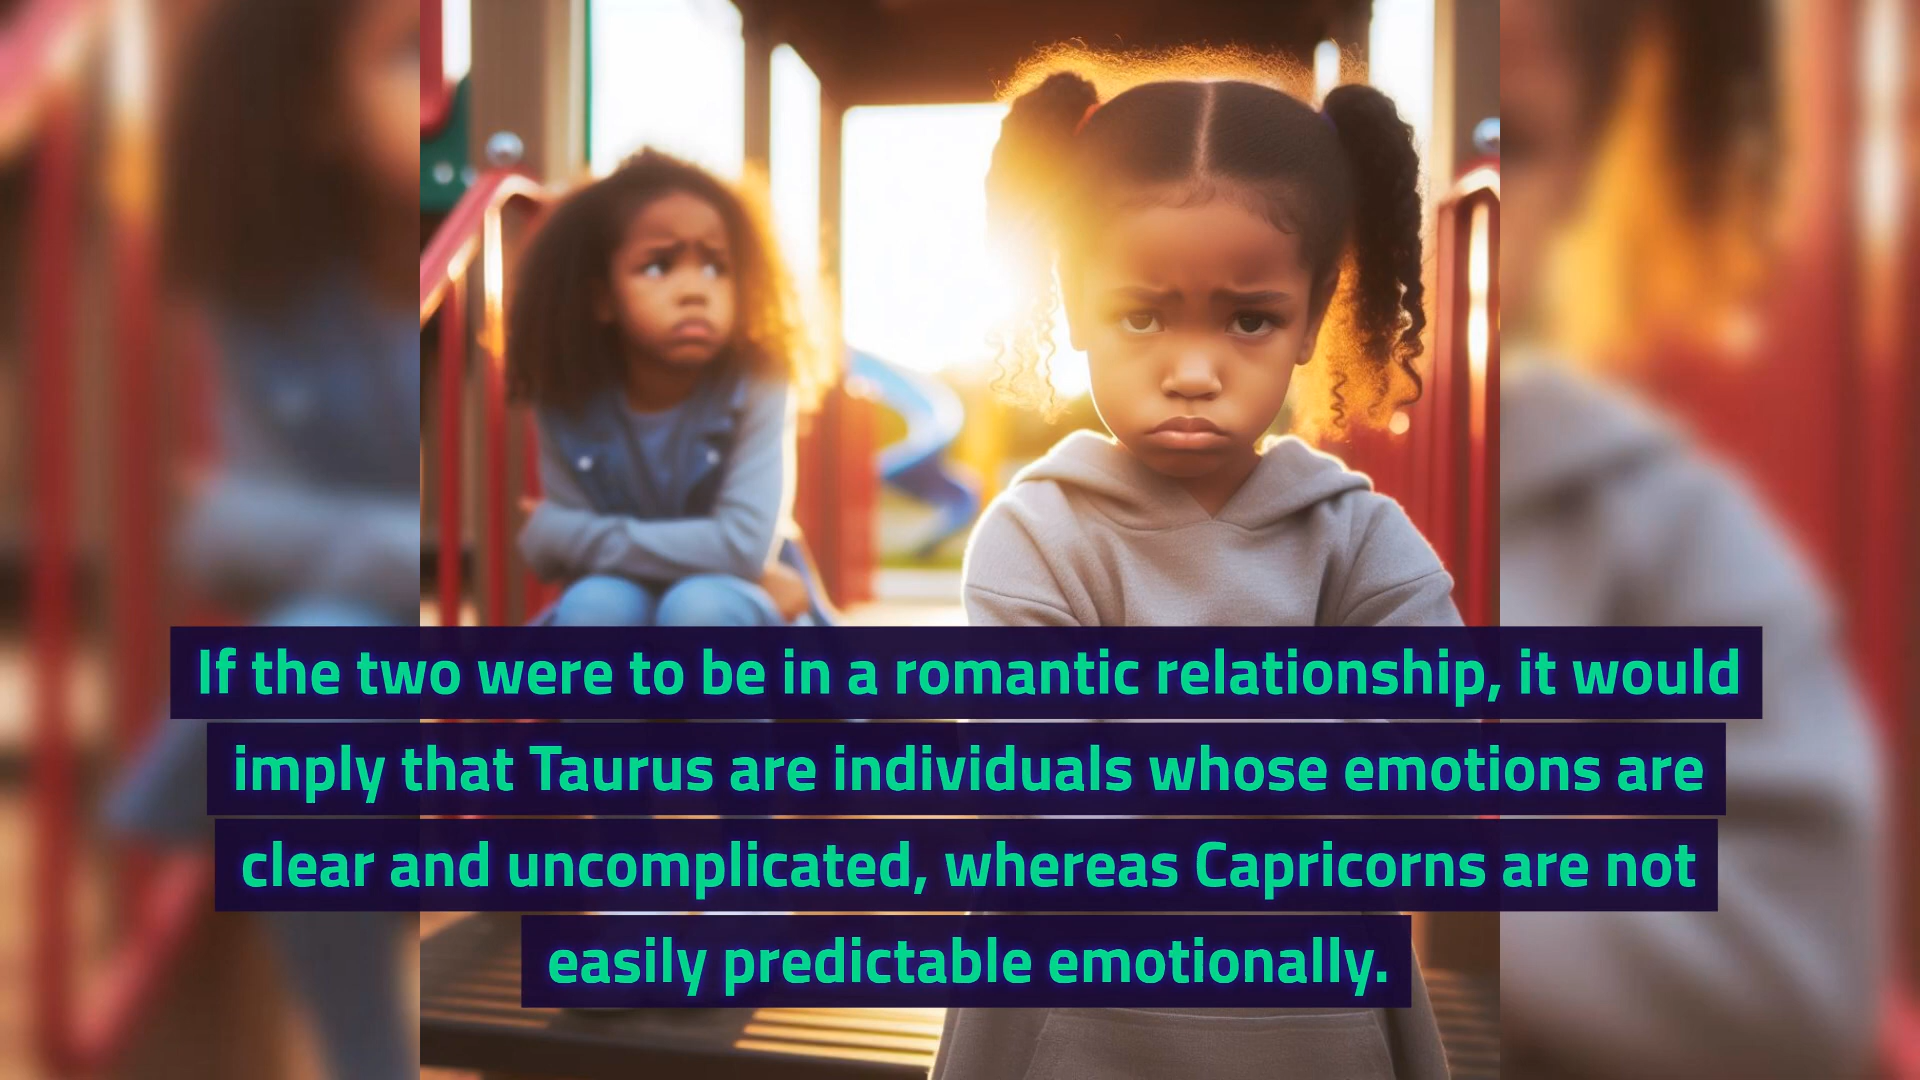 If the two were to be in a romantic relationship, it would
imply that Taurus are individuals whose emotions are
clear and uncomplicated, whereas Capricorns are not
easily predictable emotionally.